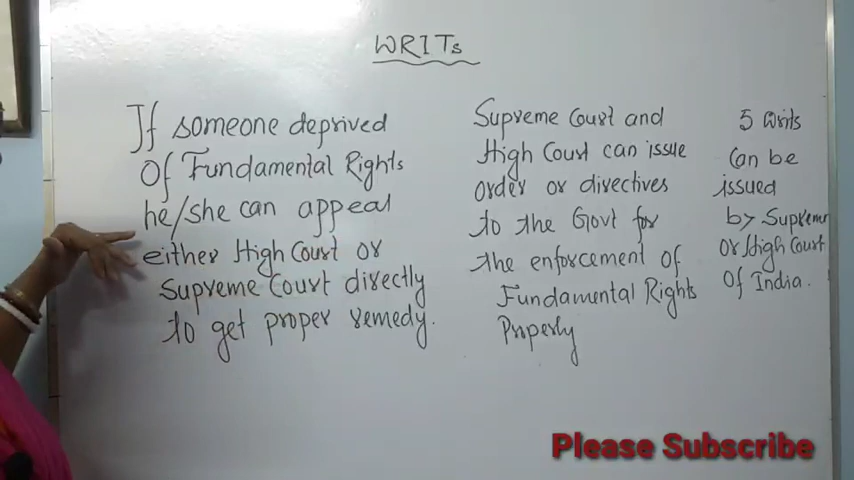 WRITs
If someone deprived
Of Fundamental Rights
he/she can appeal
either High Court or
Supreme Court directly
to get proper remedy.
Supreme Court and
High Court can issue
order or directives
to the Govt for
the enforcement of
Fundamental Rights
Properly
5 Writs
Can be
issued
by Supreme
or High Court
Of India.
Please Subscribe